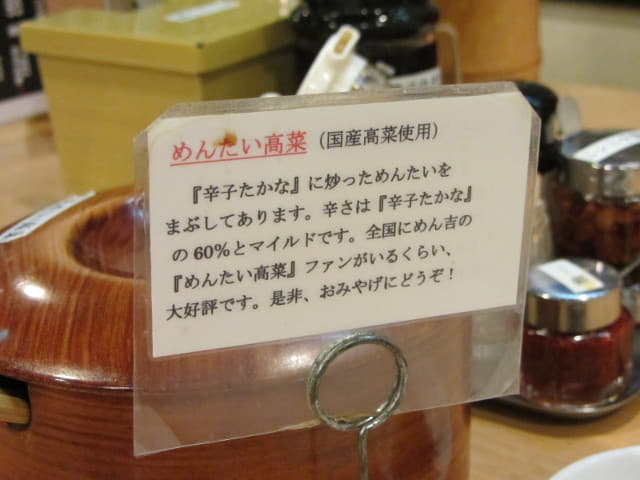 めんたい高菜（国産高菜使用）
『辛子たかな』に炒っためんたいを
まぶしてあります。辛さは『辛子たかな』
の60％とマイルドです。全国にめん吉の
『めんたい高菜』ファンがいるくらい、
大好評です。是非、おみやげにどうぞ！